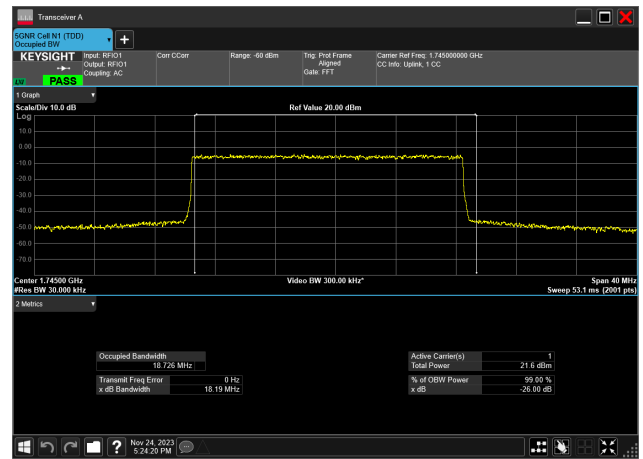 Transceiver A
5GNR Cell N1 (TDD)
Occupied BW
KEYSIGHT
LW
PASS
Input: RFIO1
Output: RFIO1
Coupling: AC
Corr CCorr
Range: -60 dBm
Trig: Prot Frame
Aligned
Gate: FFT
Carrier Ref Freq: 1.745000000 GHz
CC Info: Uplink, 1 CC
1 Graph
Scale/Div 10.0 dB
Ref Value 20.00 dBm
Log
10.0
0.00
-10.0
-20.0
-30.0
-40.0
-50.0
-60.0
-70.0
Center 1.74500 GHz
Video BW 300.00 kHz*
Span 40 MHz
#Res BW 30.000 kHz
Sweep 53.1 ms (2001 pts)
2 Metrics
Occupied Bandwidth
18.726 MHz
Transmit Freq Error 0 Hz
x dB Bandwidth 18.19 MHz
Active Carrier(s) 1
Total Power 21.6 dBm
% of OBW Power 99.00 %
x dB -26.00 dB
Nov 24, 2023
5:24:20 PM